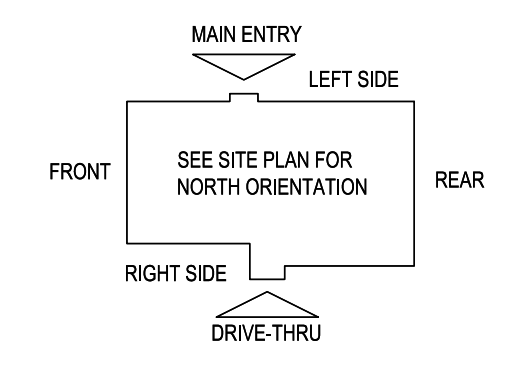 MAIN ENTRY
LEFT SIDE
FRONT
SEE SITE PLAN FOR
NORTH ORIENTATION
REAR
RIGHT SIDE
DRIVE-THRU